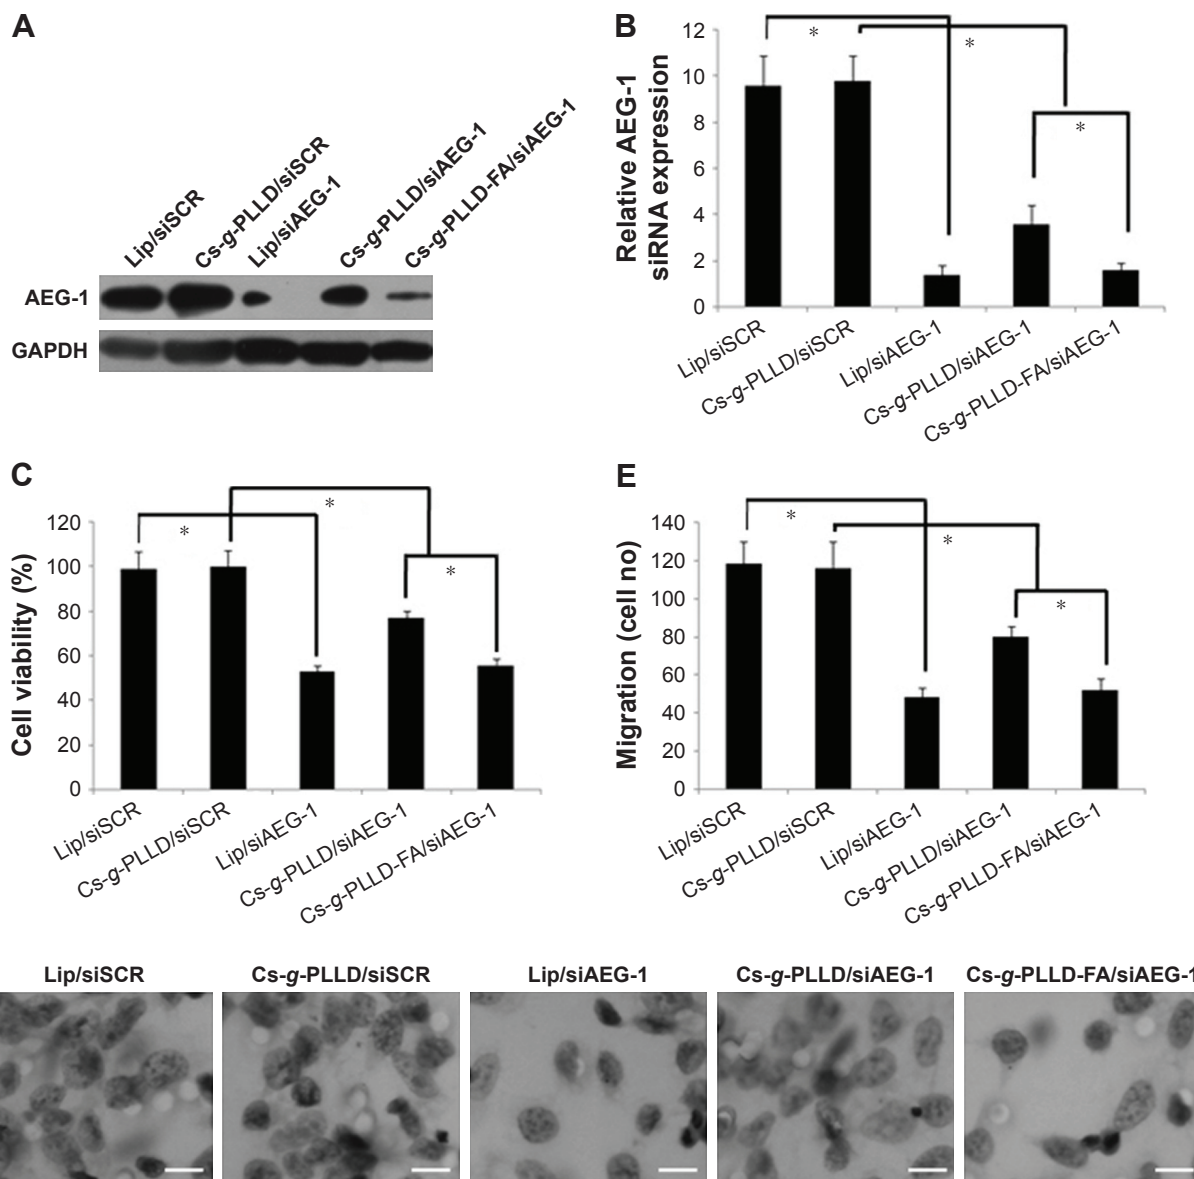 A
Lip/siSCR
Cs-g-PLLD/siSCR
Lip/siAEG-1
Cs-g-PLLD/siAEG-1
Cs-g-PLLD-FA/siAEG-1
AEG-1
GAPDH
B
Relative AEG-1
siRNA expression
12
10
8
6
4
2
0
*
*
*
Lip/siSCR
Cs-g-PLLD/siSCR
Lip/siAEG-1
Cs-g-PLLD/siAEG-1
Cs-g-PLLD-FA/siAEG-1
C
Cell viability (%)
120
100
80
60
40
20
0
*
*
*
Lip/siSCR
Cs-g-PLLD/siSCR
Lip/siAEG-1
Cs-g-PLLD/siAEG-1
Cs-g-PLLD-FA/siAEG-1
E
Migration (cell no)
140
120
100
80
60
40
20
0
*
*
*
Lip/siSCR
Cs-g-PLLD/siSCR
Lip/siAEG-1
Cs-g-PLLD/siAEG-1
Cs-g-PLLD-FA/siAEG-1
Lip/siSCR Cs-g-PLLD/siSCR Lip/siAEG-1 Cs-g-PLLD/siAEG-1 Cs-g-PLLD-FA/siAEG-1